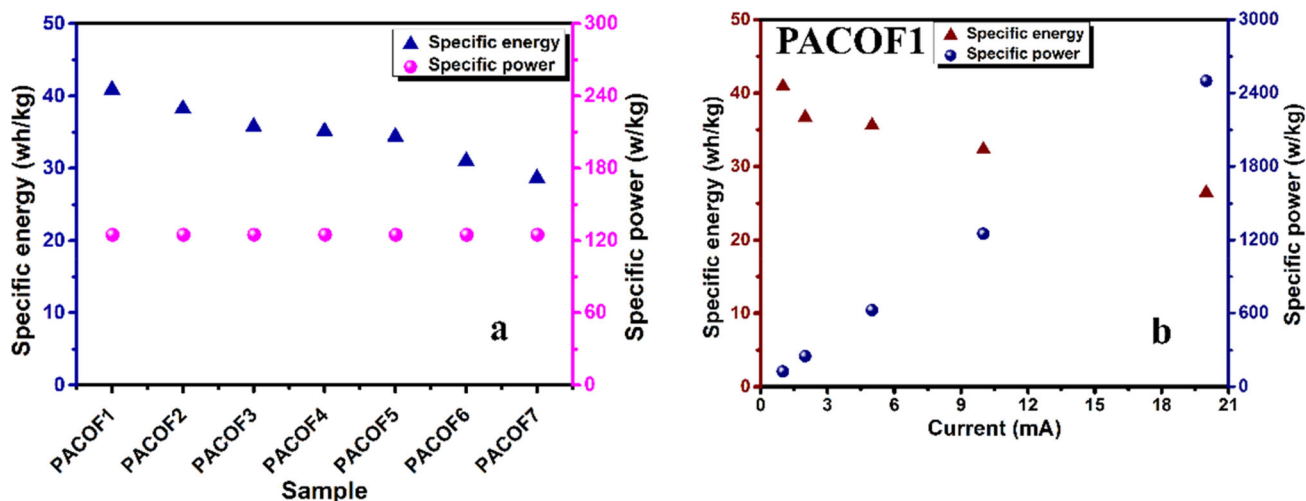 50
40
30
20
10
0
Specific energy (wh/kg)
Specific energy
Specific power
300
240
180
120
60
0
Specific power (w/kg)
a
PACOF1
PACOF2
PACOF3
PACOF4
PACOF5
PACOF6
PACOF7
Sample
50
40
30
20
10
0
Specific energy (wh/kg)
PACOF1
Specific energy
Specific power
3000
2400
1800
1200
600
0
Specific power (w/kg)
b
0 3 6 9 12 15 18 21
Current (mA)